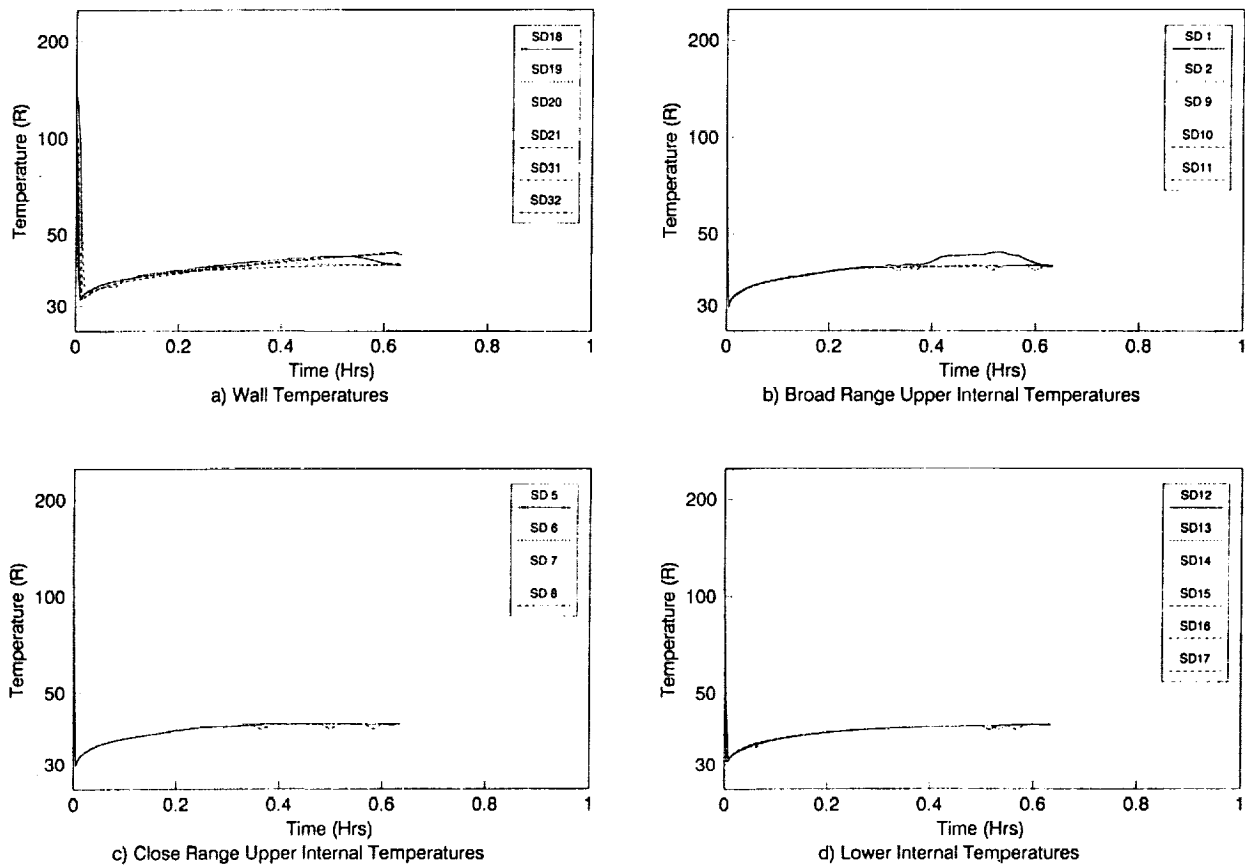 200
100
50
30
Temperature (R)
SD18
SD19
SD20
SD21
SD31
SD32
0 0.2 0.4 0.6 0.8 1
Time (Hrs)
a) Wall Temperatures
200
100
50
30
Temperature (R)
SD 1
SD 2
SD 9
SD10
SD11
0 0.2 0.4 0.6 0.8 1
Time (Hrs)
b) Broad Range Upper Internal Temperatures
200
100
50
30
Temperature (R)
SD 5
SD 6
SD 7
SD 8
0 0.2 0.4 0.6 0.8 1
Time (Hrs)
c) Close Range Upper Internal Temperatures
200
100
50
30
Temperature (R)
SD12
SD13
SD14
SD15
SD16
SD17
0 0.2 0.4 0.6 0.8 1
Time (Hrs)
d) Lower Internal Temperatures